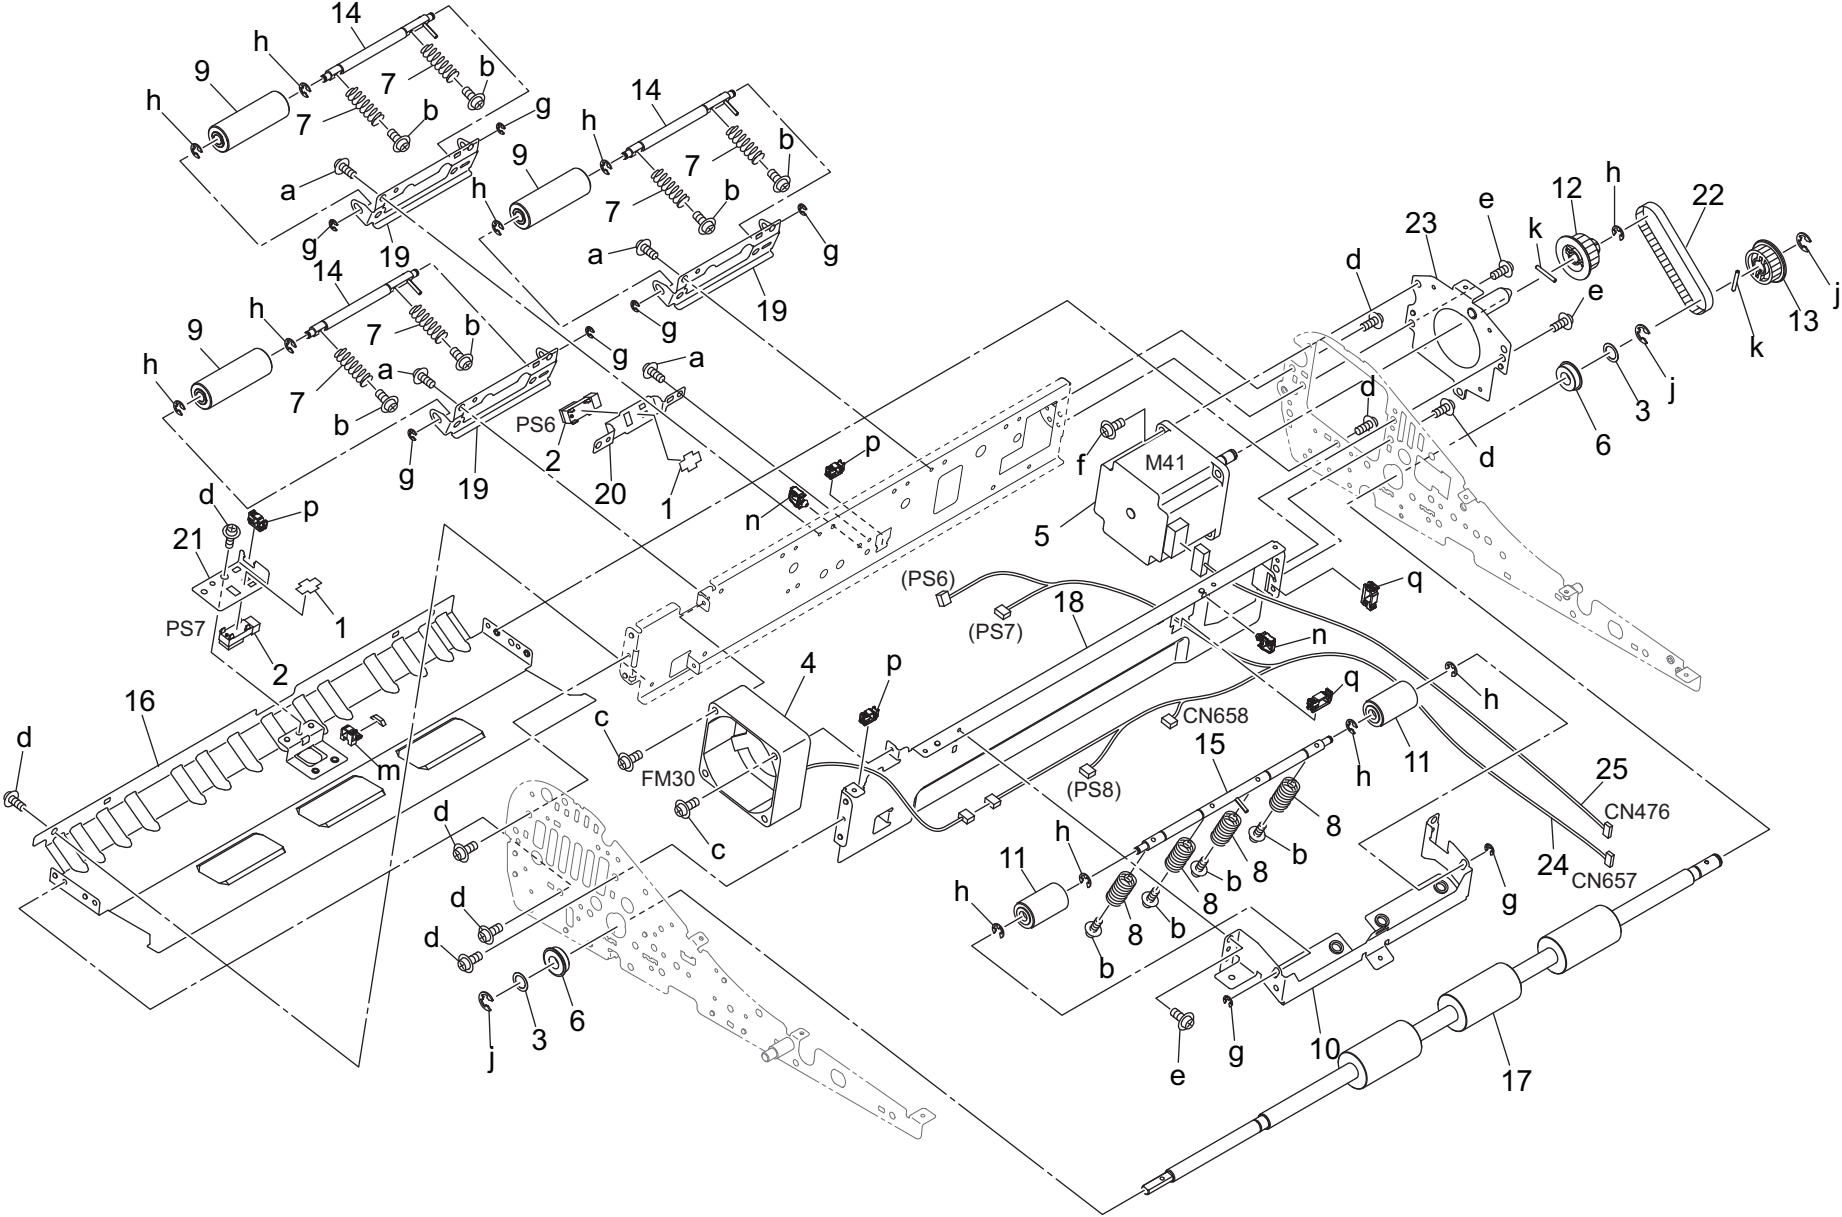 14
h
9
7
b
h
7
b
g
14
h
a
9
7
b
h
7
b
g
19
a
h
12
22
e
k
23
d
j
13
k
e
g
14
h
9
7
b
g
19
h
7
a
b
g
a
PS6
2
20
1
p
n
g
19
f
M41
5
d
d
3
j
6
d
p
21
PS7
1
2
(PS6)
(PS7)
18
q
n
16
4
p
q
h
d
c
m
FM30
CN658
15
h
11
25
CN476
(PS8)
c
8
d
h
b
24
CN657
11
8
b
h
8
b
g
d
8
b
d
6
3
j
e
g
10
17